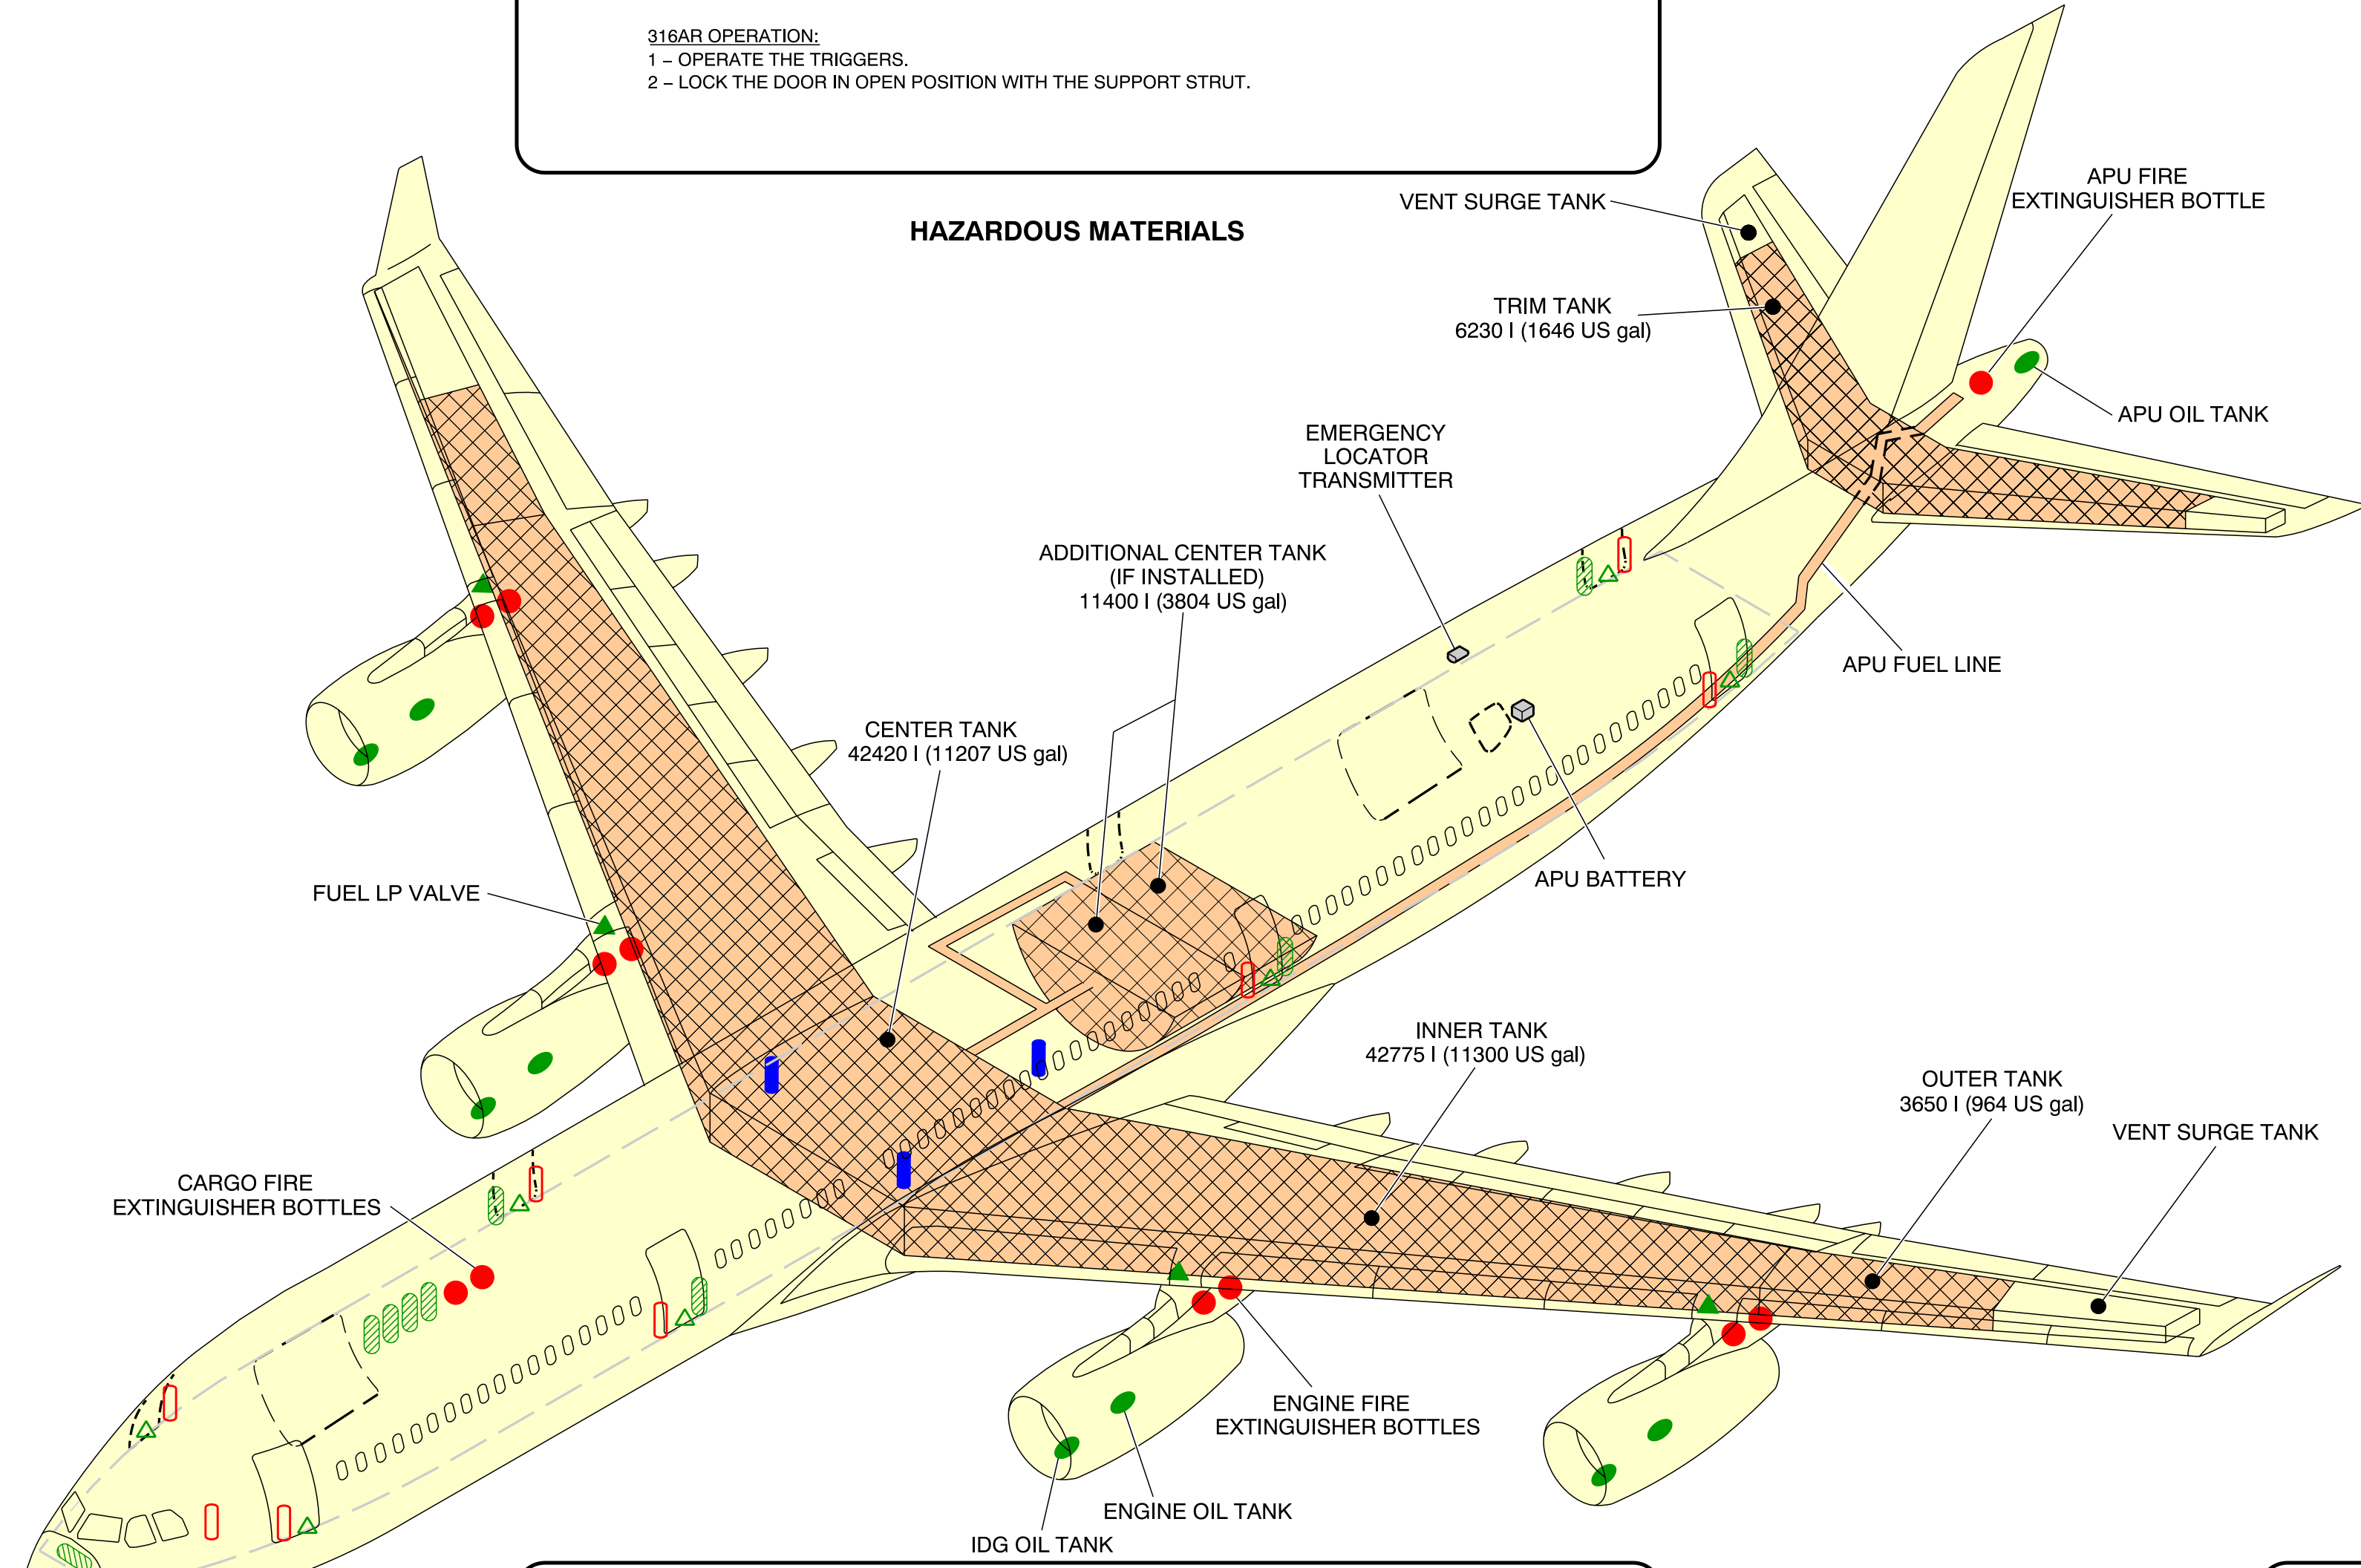 316AR OPERATION:
1 – OPERATE THE TRIGGERS.
2 – LOCK THE DOOR IN OPEN POSITION WITH THE SUPPORT STRUT.
HAZARDOUS MATERIALS
VENT SURGE TANK
APU FIRE
EXTINGUISHER BOTTLE
TRIM TANK
6230 l (1646 US gal)
APU OIL TANK
EMERGENCY
LOCATOR
TRANSMITTER
ADDITIONAL CENTER TANK
(IF INSTALLED)
11400 l (3804 US gal)
APU FUEL LINE
CENTER TANK
42420 l (11207 US gal)
FUEL LP VALVE
APU BATTERY
INNER TANK
42775 l (11300 US gal)
OUTER TANK
3650 l (964 US gal)
VENT SURGE TANK
CARGO FIRE
EXTINGUISHER BOTTLES
ENGINE FIRE
EXTINGUISHER BOTTLES
ENGINE OIL TANK
IDG OIL TANK